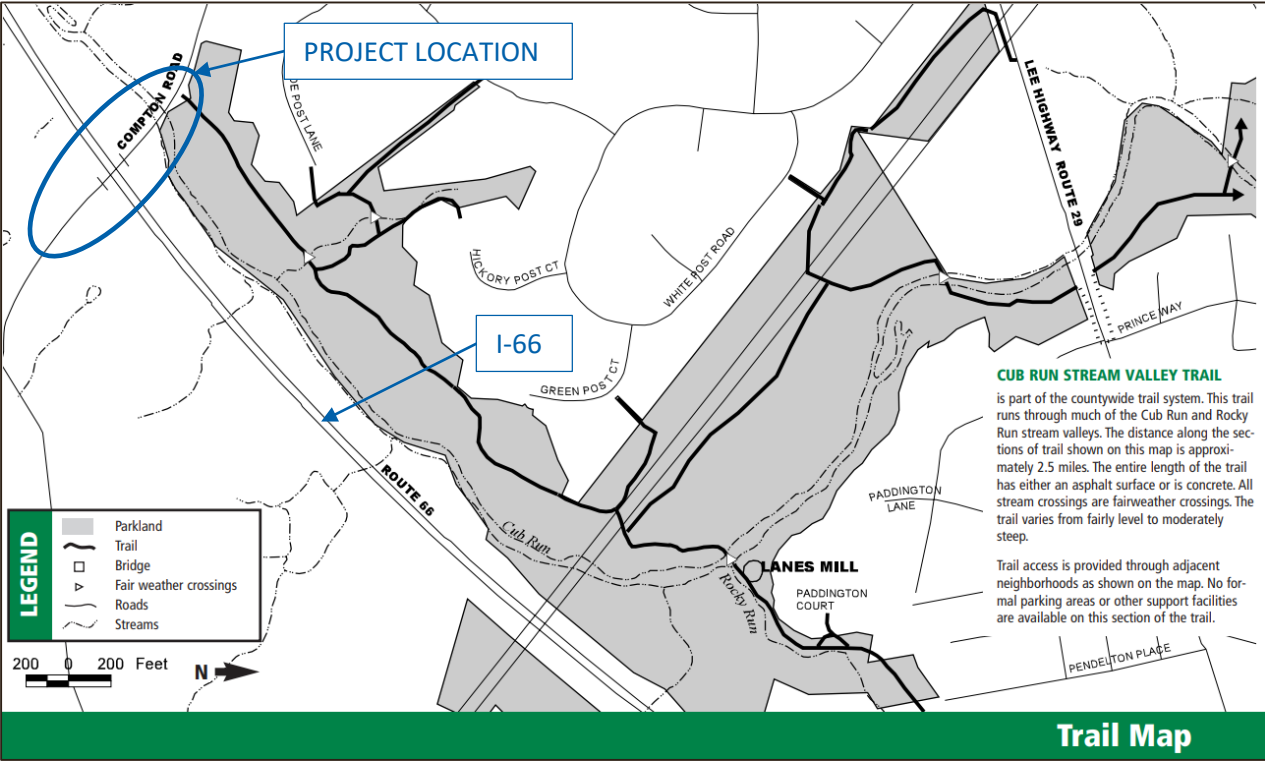 PROJECT LOCATION
COMPTON ROAD
DE POST LANE
LEE HIGHWAY ROUTE 29
HICKORY POST CT
WHITE POST ROAD
I-66
GREEN POST CT
PRINCE WAY
ROUTE 66
Cub Run
PADDINGTON
LANE
LANES MILL
Rocky Run
PADDINGTON
COURT
PENDELTON PLACE
CUB RUN STREAM VALLEY TRAIL
is part of the countywide trail system. This trail
runs through much of the Cub Run and Rocky
Run stream valleys. The distance along the sec-
tions of trail shown on this map is approxi-
mately 2.5 miles. The entire length of the trail
has either an asphalt surface or is concrete. All
stream crossings are fairweather crossings. The
trail varies from fairly level to moderately
steep.
Trail access is provided through adjacent
neighborhoods as shown on the map. No for-
mal parking areas or other support facilities
are available on this section of the trail.
LEGEND
Parkland
Trail
Bridge
Fair weather crossings
Roads
Streams
200 0 200 Feet
N
Trail Map